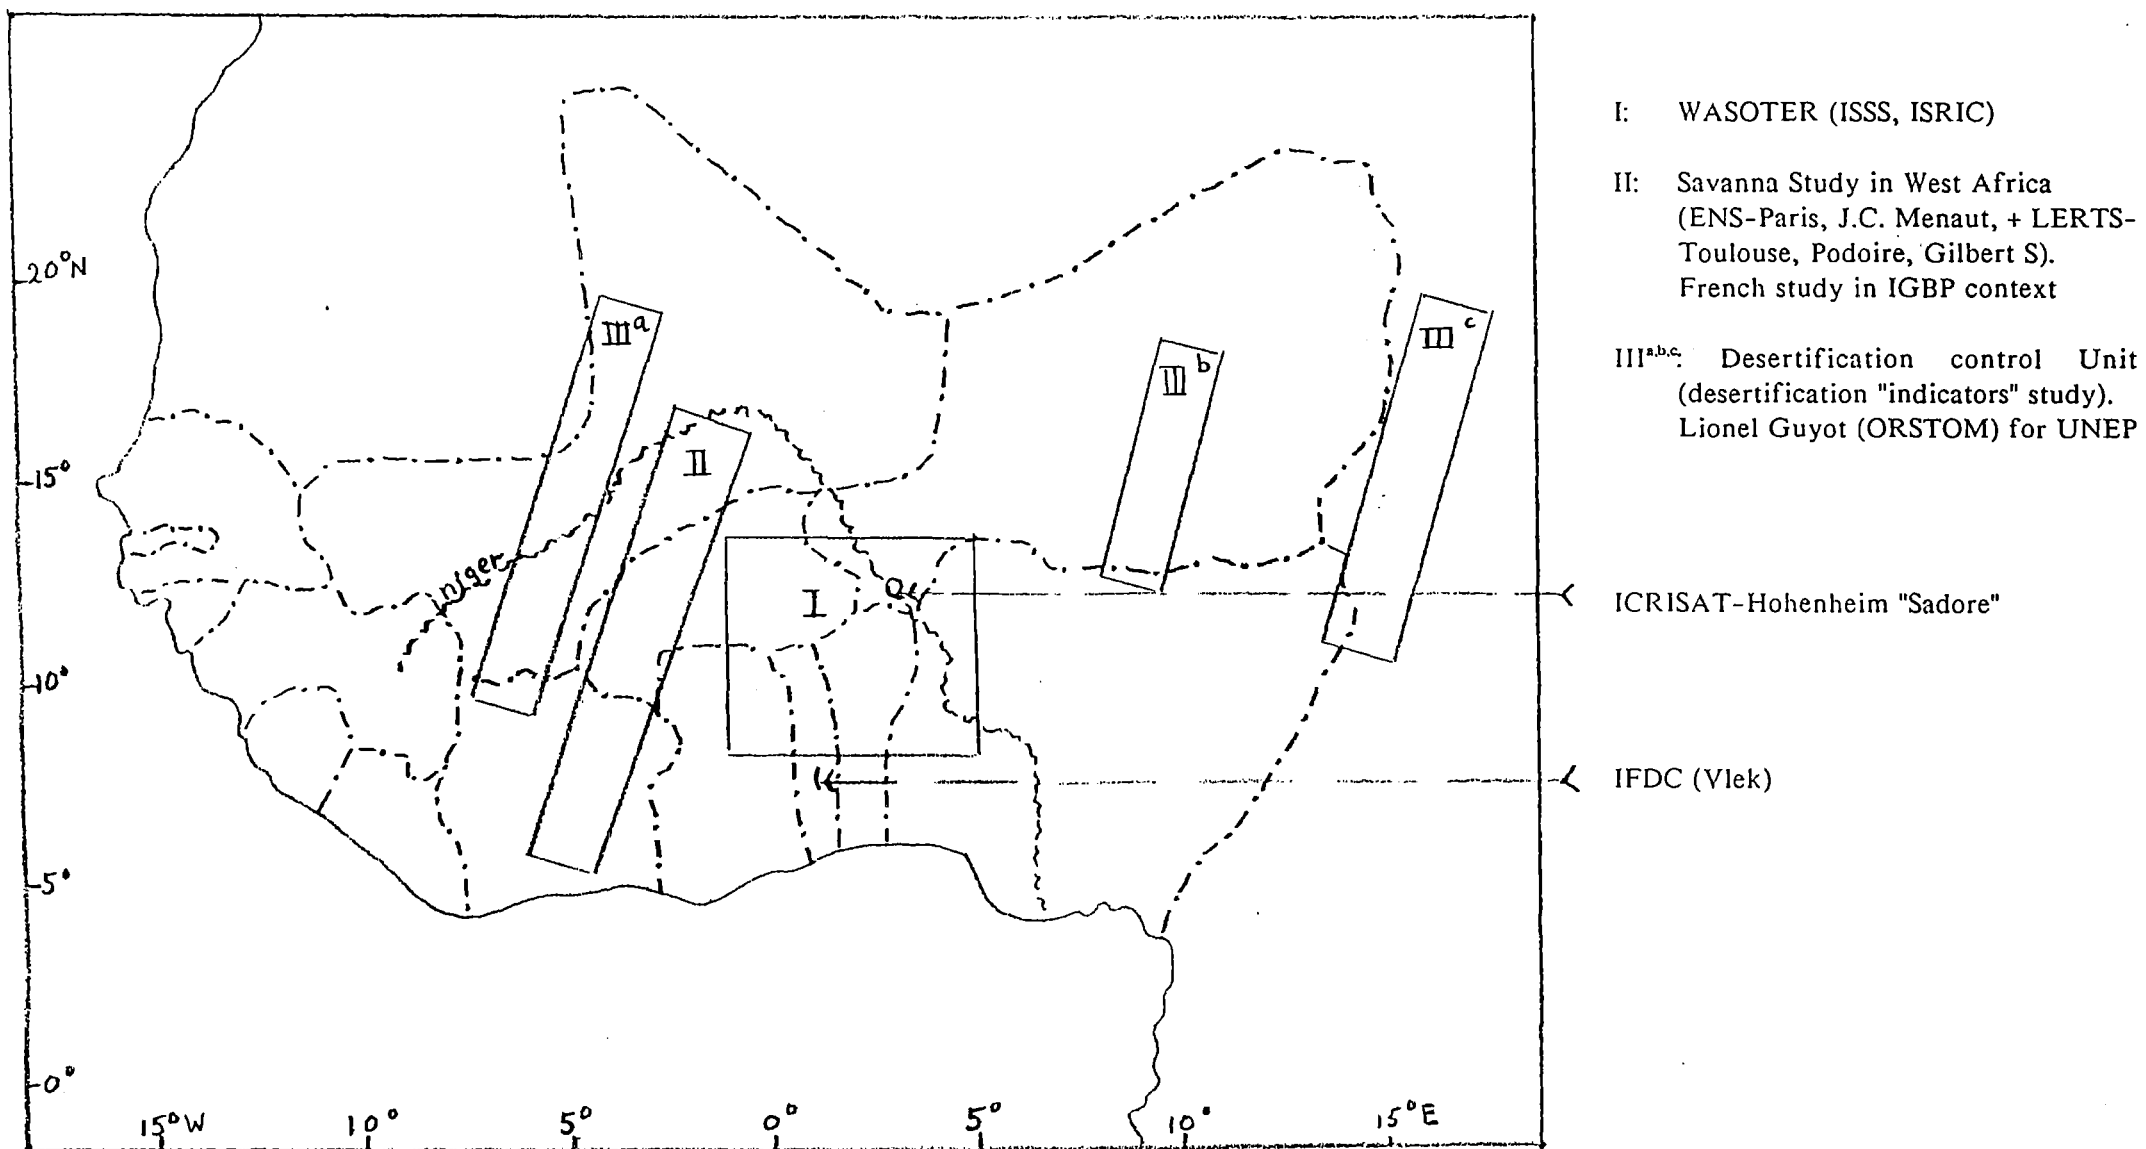 I: WASOTER (ISSS, ISRIC)
II: Savanna Study in West Africa
(ENS-Paris, J.C. Menaut, + LERTS-
Toulouse, Podoire, Gilbert S).
French study in IGBP context
IIIa,b,c: Desertification control Unit
(desertification "indicators" study).
Lionel Guyot (ORSTOM) for UNEP
ICRISAT-Hohenheim "Sadore"
IFDC (Vlek)
20°N
15°
10°
5°
0°
15°W
10°
5°
0°
5°
10°
15°E
IIIa
II
IIIb
IIIc
I
niger